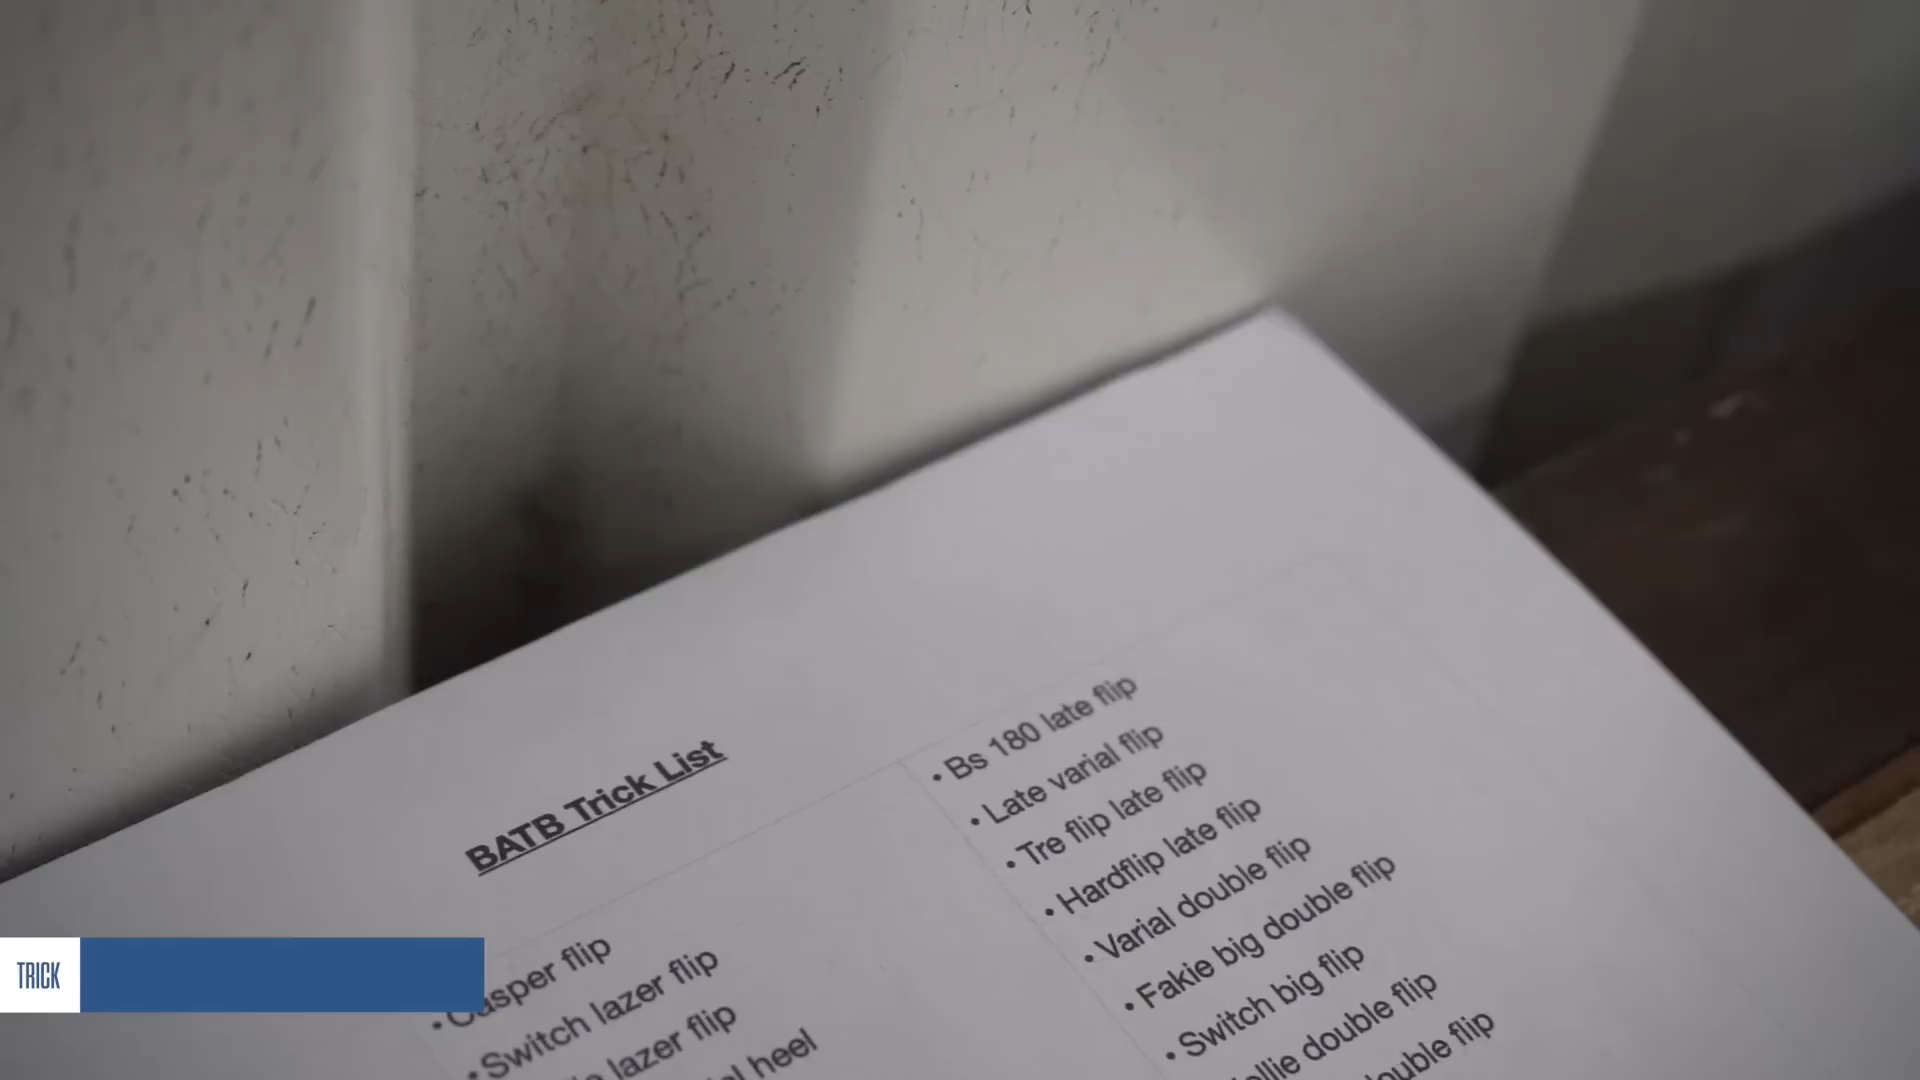 BATB Trick List
• Casper flip
• Switch lazer flip
lazer flip
heel
• Bs 180 late flip
• Late varial flip
• Tre flip late flip
• Hardflip late flip
• Varial double flip
• Fakie big double flip
• Switch big flip
double flip
double flip
TRICK